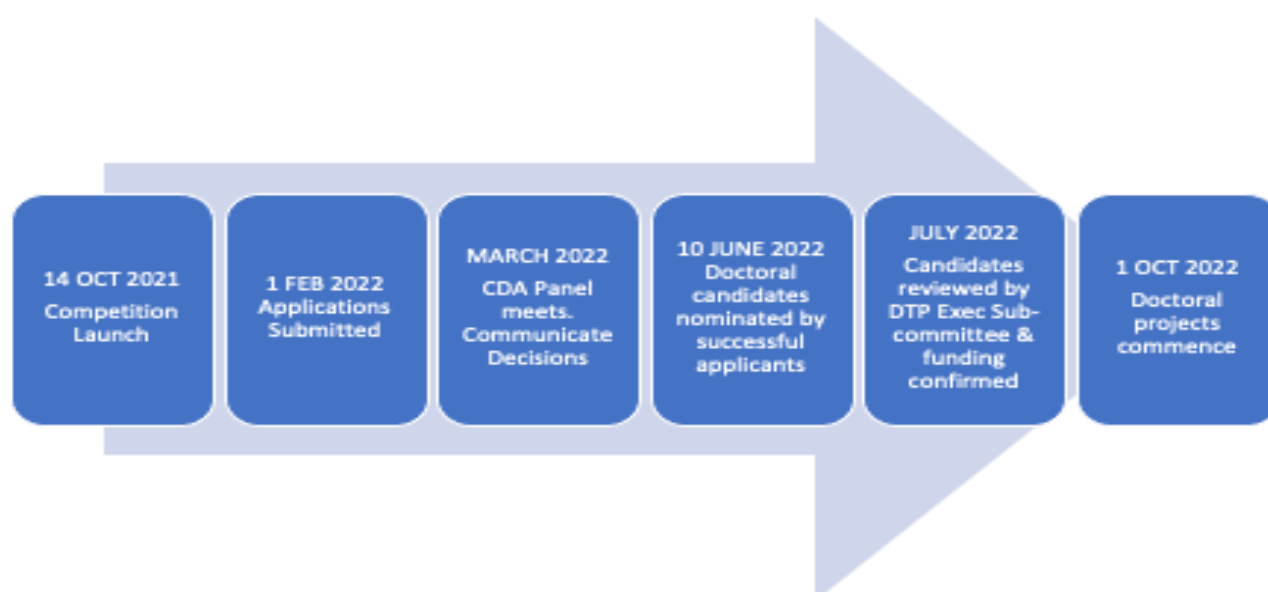 14 OCT 2021
Competition
Launch
1 FEB 2022
Applications
Submitted
MARCH 2022
CDA Panel
meets.
Communicate
Decisions
10 JUNE 2022
Doctoral
candidates
nominated by
successful
applicants
JULY 2022
Candidates
reviewed by
DTP Exec Sub-
committee &
funding
confirmed
1 OCT 2022
Doctoral
projects
commence